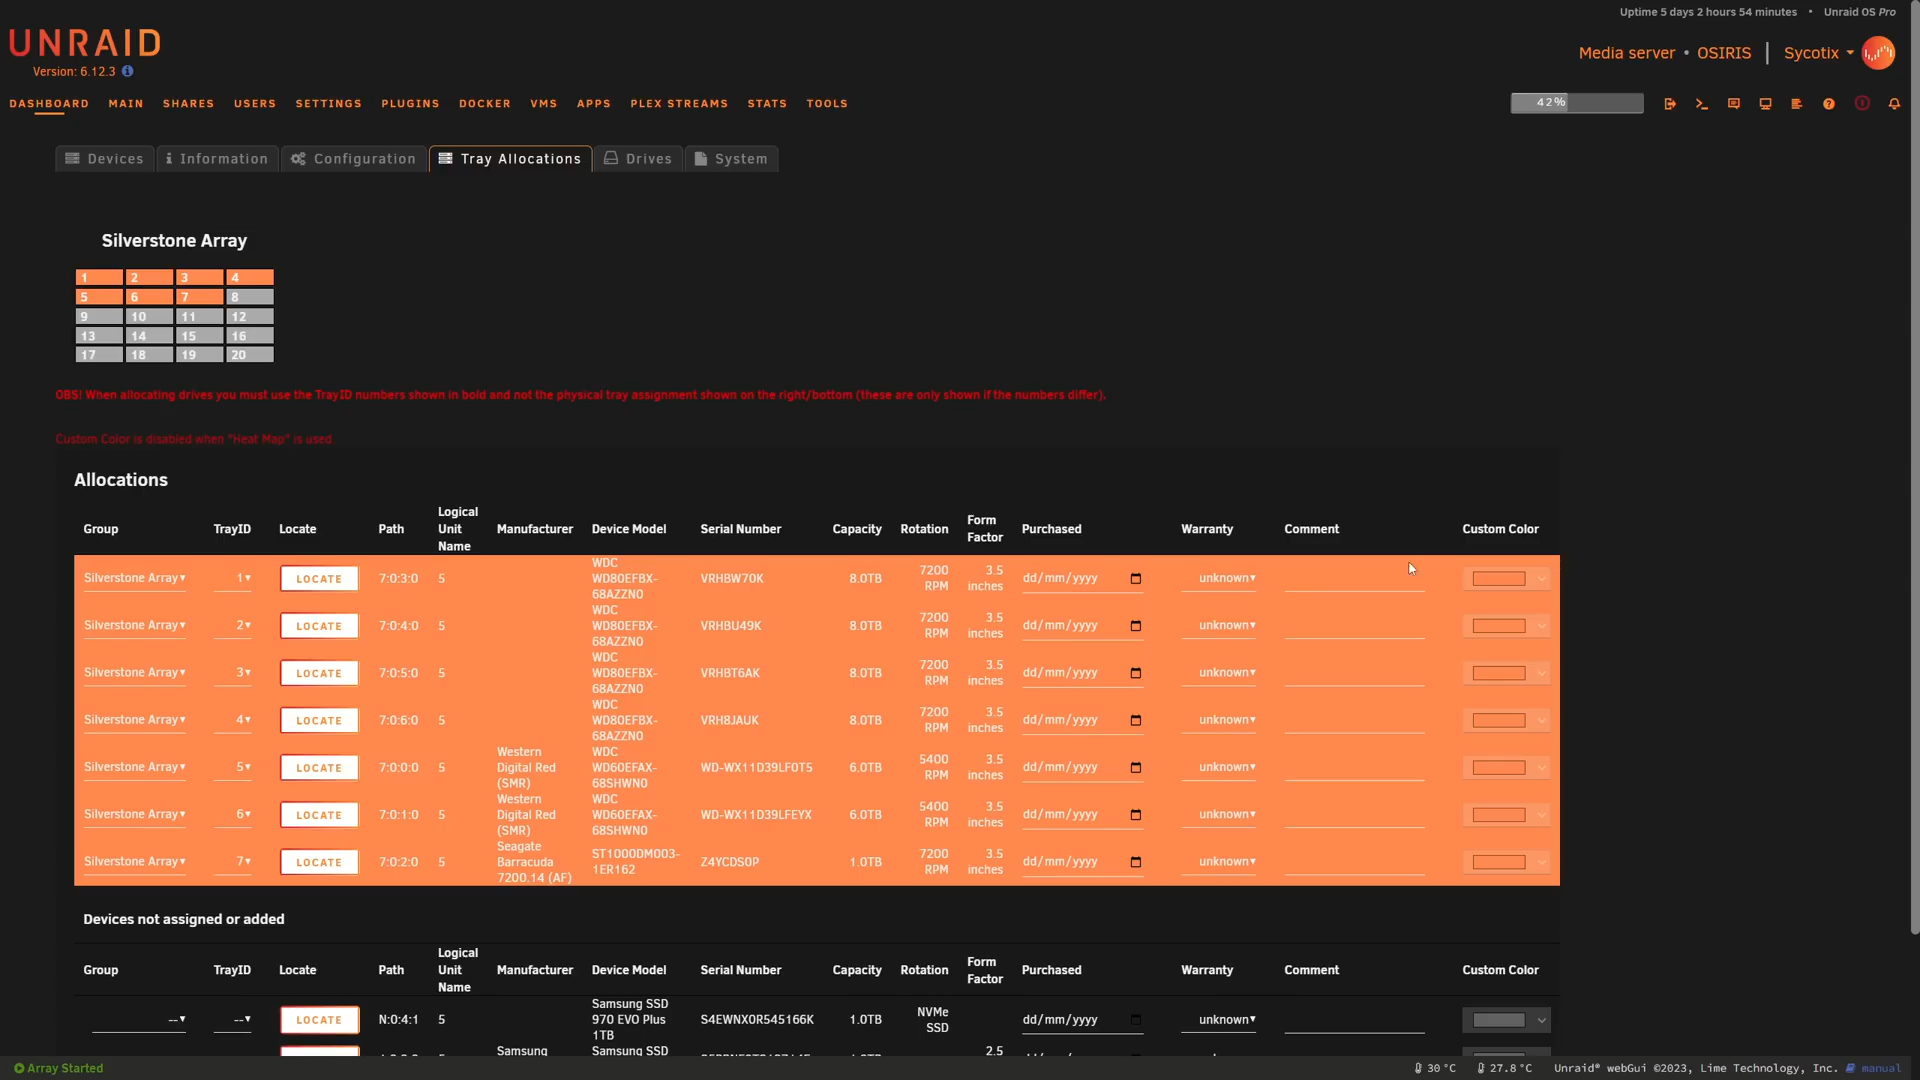 Uptime 5 days 2 hours 54 minutes • Unraid OS Pro
UNRAID
Version: 6.12.3
Media server • OSIRIS | Sycotix
DASHBOARD MAIN SHARES USERS SETTINGS PLUGINS DOCKER VMS APPS PLEX STREAMS STATS TOOLS
42%
Devices Information Configuration Tray Allocations Drives System
Silverstone Array
1 2 3 4
5 6 7 8
9 10 11 12
13 14 15 16
17 18 19 20
OBS! When allocating drives you must use the TrayID numbers shown in bold and not the physical tray assignment shown on the right/bottom (these are only shown if the numbers differ).
Custom Color is disabled when "Heat Map" is used.
Allocations
Group TrayID Locate Path Logical Unit Name Manufacturer Device Model Serial Number Capacity Rotation Form Factor Purchased Warranty Comment Custom Color
Silverstone Array 1 LOCATE 7:0:3:0 5 WDC WD80EFBX-68AZZN0 VRHBW70K 8.0TB 7200 RPM 3.5 inches dd/mm/yyyy unknown
Silverstone Array 2 LOCATE 7:0:4:0 5 WDC WD80EFBX-68AZZN0 VRHBU49K 8.0TB 7200 RPM 3.5 inches dd/mm/yyyy unknown
Silverstone Array 3 LOCATE 7:0:5:0 5 WDC WD80EFBX-68AZZN0 VRHBT6AK 8.0TB 7200 RPM 3.5 inches dd/mm/yyyy unknown
Silverstone Array 4 LOCATE 7:0:6:0 5 WDC WD80EFBX-68AZZN0 VRH8JAUK 8.0TB 7200 RPM 3.5 inches dd/mm/yyyy unknown
Silverstone Array 5 LOCATE 7:0:0:0 5 Western Digital Red (SMR) WDC WD60EFAX-68SHWN0 WD-WX11D39LF0T5 6.0TB 5400 RPM 3.5 inches dd/mm/yyyy unknown
Silverstone Array 6 LOCATE 7:0:1:0 5 Western Digital Red (SMR) WDC WD60EFAX-68SHWN0 WD-WX11D39LFEYX 6.0TB 5400 RPM 3.5 inches dd/mm/yyyy unknown
Silverstone Array 7 LOCATE 7:0:2:0 5 Seagate Barracuda 7200.14 (AF) ST1000DM003-1ER162 Z4YCDS0P 1.0TB 7200 RPM 3.5 inches dd/mm/yyyy unknown
Devices not assigned or added
Group TrayID Locate Path Logical Unit Name Manufacturer Device Model Serial Number Capacity Rotation Form Factor Purchased Warranty Comment Custom Color
-- -- LOCATE N:0:4:1 5 Samsung SSD 970 EVO Plus 1TB S4EWNX0R545166K 1.0TB NVMe SSD dd/mm/yyyy unknown
Samsung Samsung SSD 2.5
Array Started 30 °C 27.8 °C Unraid® webGui ©2023, Lime Technology, Inc. manual